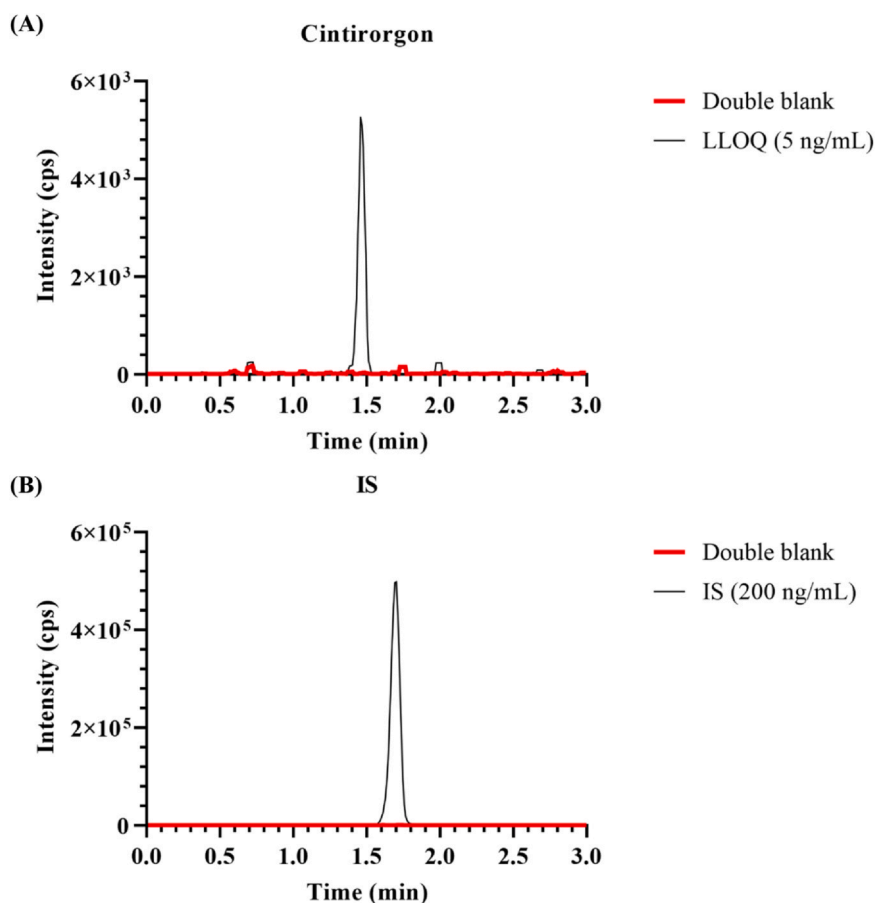 (A)
Cintirorgon
6×10³
4×10³
2×10³
0
Intensity (cps)
0.0 0.5 1.0 1.5 2.0 2.5 3.0
Time (min)
Double blank
LLOQ (5 ng/mL)
(B)
IS
6×10⁵
4×10⁵
2×10⁵
0
Intensity (cps)
0.0 0.5 1.0 1.5 2.0 2.5 3.0
Time (min)
Double blank
IS (200 ng/mL)